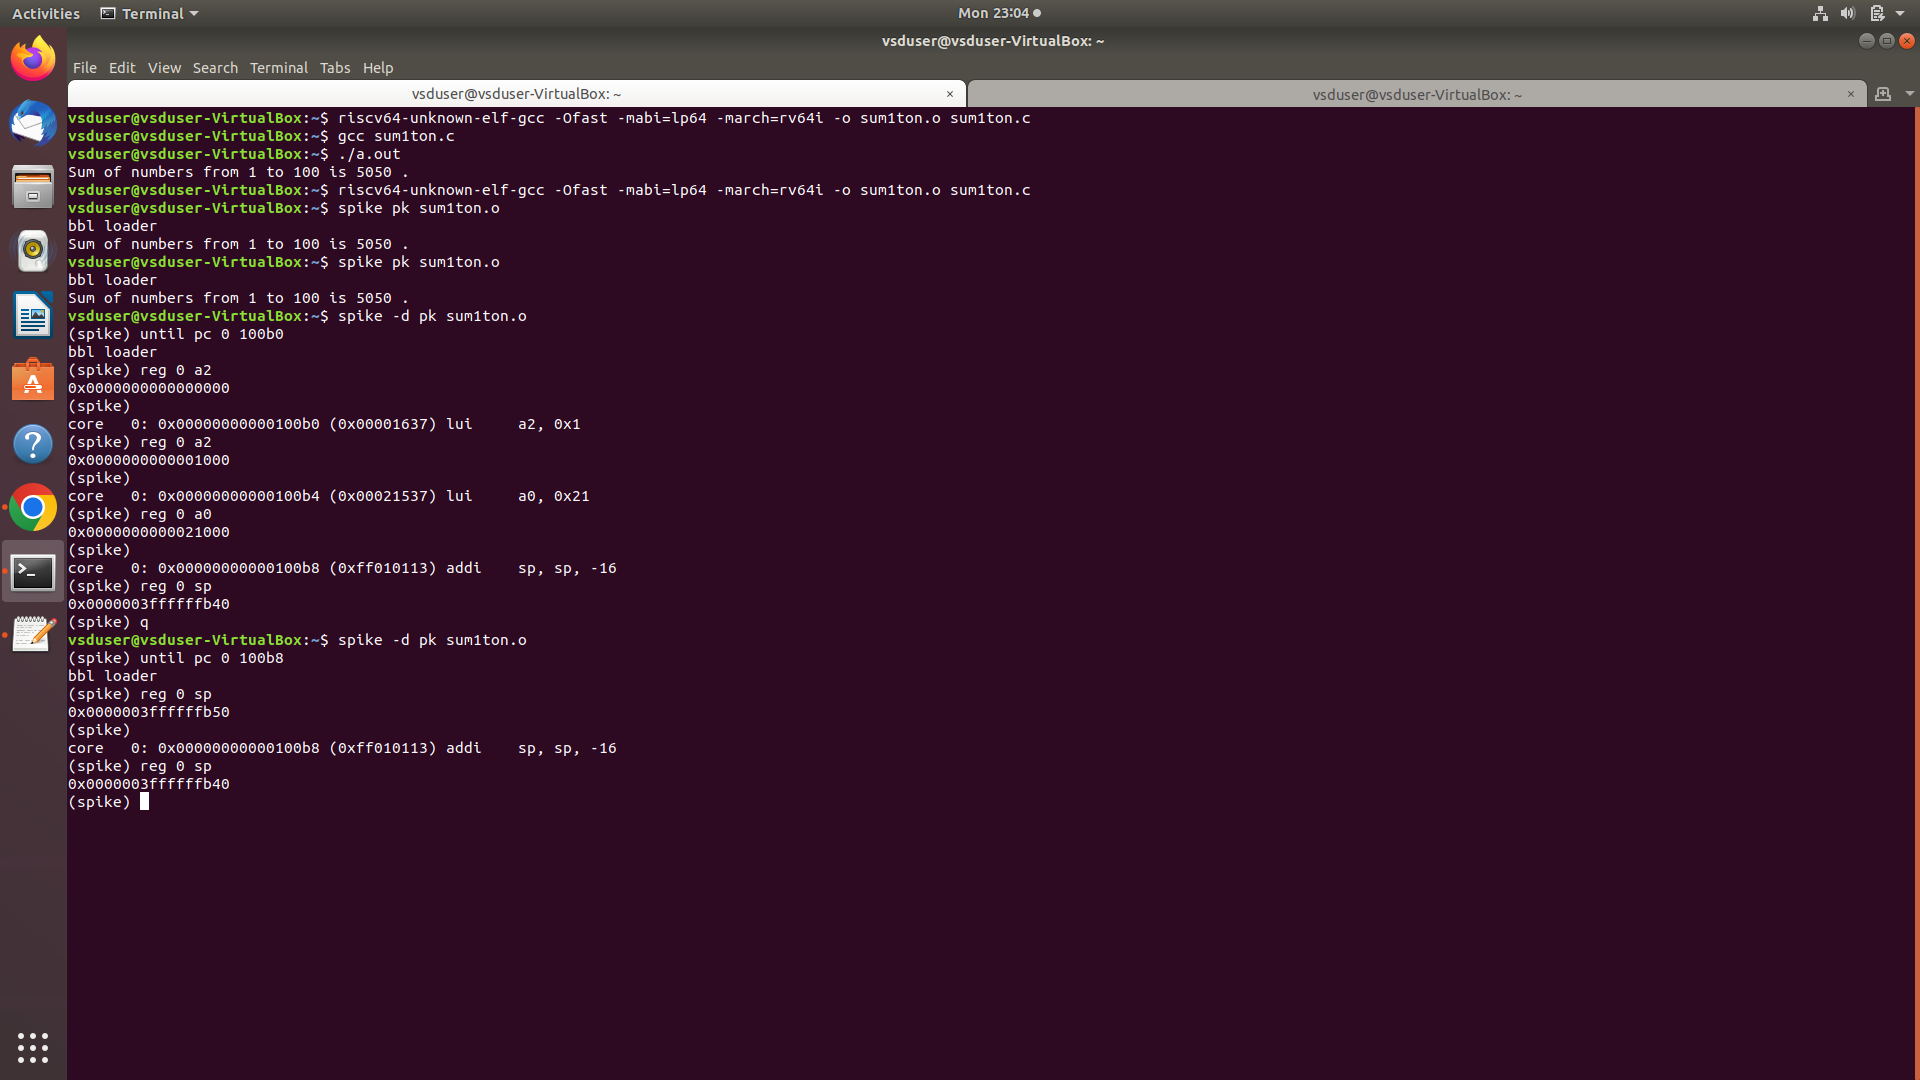 Activities Terminal Mon 23:04
vsduser@vsduser-VirtualBox: ~
File Edit View Search Terminal Tabs Help
vsduser@vsduser-VirtualBox: ~ × vsduser@vsduser-VirtualBox: ~ ×
vsduser@vsduser-VirtualBox:~$ riscv64-unknown-elf-gcc -Ofast -mabi=lp64 -march=rv64i -o sum1ton.o sum1ton.c
vsduser@vsduser-VirtualBox:~$ gcc sum1ton.c
vsduser@vsduser-VirtualBox:~$ ./a.out
Sum of numbers from 1 to 100 is 5050 .
vsduser@vsduser-VirtualBox:~$ riscv64-unknown-elf-gcc -Ofast -mabi=lp64 -march=rv64i -o sum1ton.o sum1ton.c
vsduser@vsduser-VirtualBox:~$ spike pk sum1ton.o
bbl loader
Sum of numbers from 1 to 100 is 5050 .
vsduser@vsduser-VirtualBox:~$ spike pk sum1ton.o
bbl loader
Sum of numbers from 1 to 100 is 5050 .
vsduser@vsduser-VirtualBox:~$ spike -d pk sum1ton.o
(spike) until pc 0 100b0
bbl loader
(spike) reg 0 a2
0x0000000000000000
(spike)
core   0: 0x00000000000100b0 (0x00001637) lui     a2, 0x1
(spike) reg 0 a2
0x0000000000001000
(spike)
core   0: 0x00000000000100b4 (0x00021537) lui     a0, 0x21
(spike) reg 0 a0
0x0000000000021000
(spike)
core   0: 0x00000000000100b8 (0xff010113) addi    sp, sp, -16
(spike) reg 0 sp
0x0000003ffffffb40
(spike) q
vsduser@vsduser-VirtualBox:~$ spike -d pk sum1ton.o
(spike) until pc 0 100b8
bbl loader
(spike) reg 0 sp
0x0000003ffffffb50
(spike)
core   0: 0x00000000000100b8 (0xff010113) addi    sp, sp, -16
(spike) reg 0 sp
0x0000003ffffffb40
(spike)